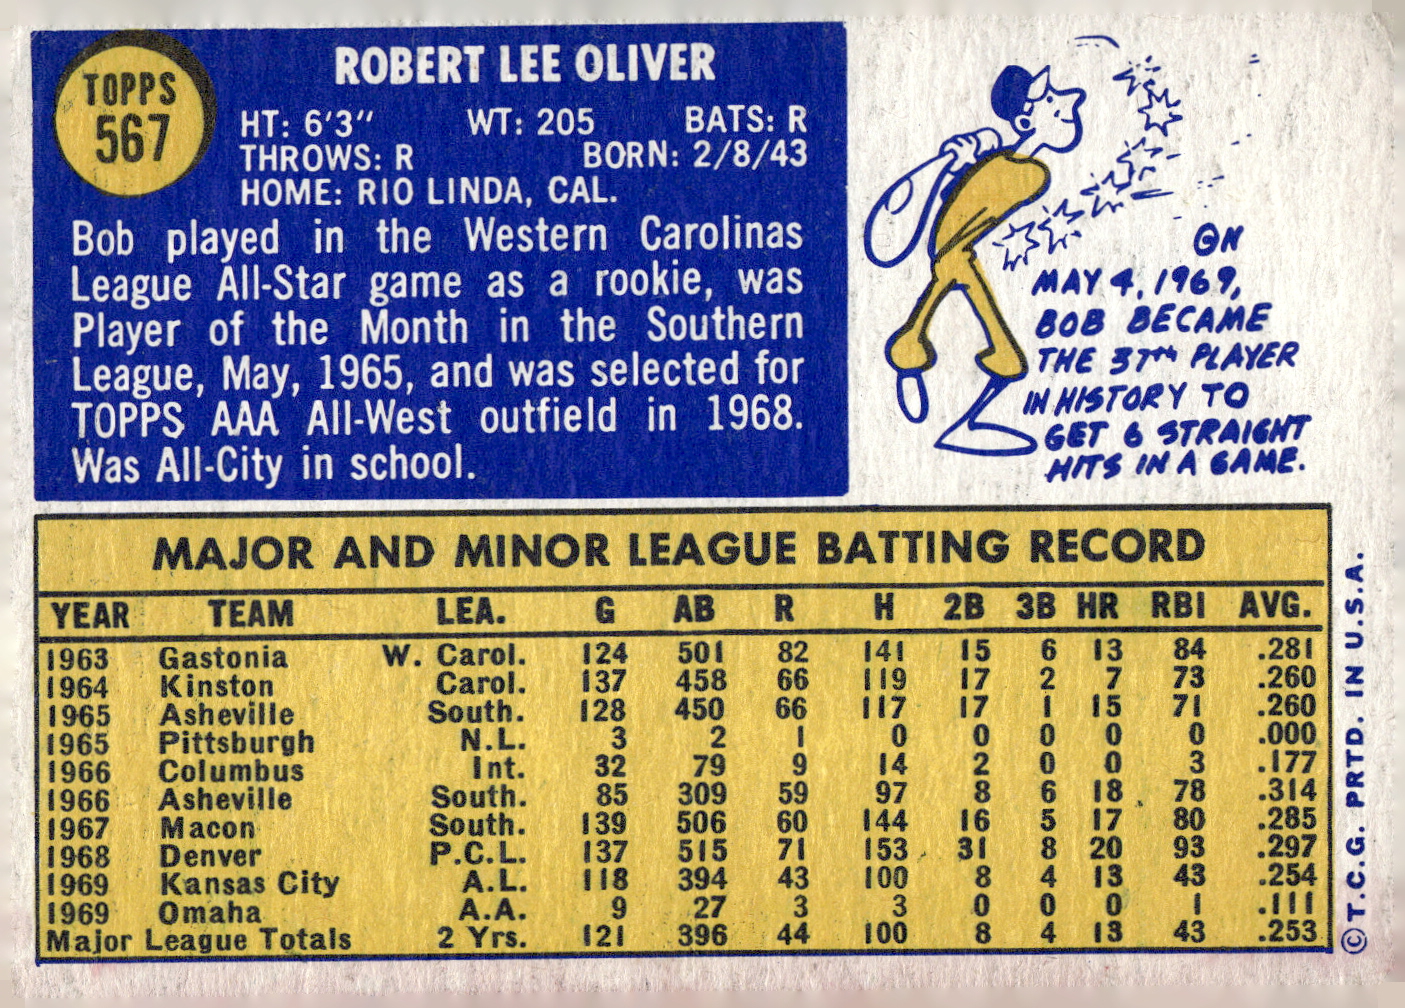 TOPPS
567
ROBERT LEE OLIVER
HT: 6'3" WT: 205 BATS: R
THROWS: R BORN: 2/8/43
HOME: RIO LINDA, CAL.
Bob played in the Western Carolinas
League All-Star game as a rookie, was
Player of the Month in the Southern
League, May, 1965, and was selected for
TOPPS AAA All-West outfield in 1968.
Was All-City in school.
ON
MAY 4, 1969,
BOB BECAME
THE 37th PLAYER
IN HISTORY TO
GET 6 STRAIGHT
HITS IN A GAME.
MAJOR AND MINOR LEAGUE BATTING RECORD
YEAR TEAM LEA. G AB R H 2B 3B HR RBI AVG.
1963 Gastonia W. Carol. 124 501 82 141 15 6 13 84 .281
1964 Kinston Carol. 137 458 66 119 17 2 7 73 .260
1965 Asheville South. 128 450 66 117 17 1 15 71 .260
1965 Pittsburgh N.L. 3 2 1 0 0 0 0 0 .000
1966 Columbus Int. 32 79 9 14 2 0 0 3 .177
1966 Asheville South. 85 309 59 97 8 6 18 78 .314
1967 Macon South. 139 506 60 144 16 5 17 80 .285
1968 Denver P.C.L. 137 515 71 153 31 8 20 93 .297
1969 Kansas City A.L. 118 394 43 100 8 4 13 43 .254
1969 Omaha A.A. 9 27 3 3 0 0 0 1 .111
Major League Totals 2 Yrs. 121 396 44 100 8 4 13 43 .253
© T.C.G. PRTD. IN U.S.A.